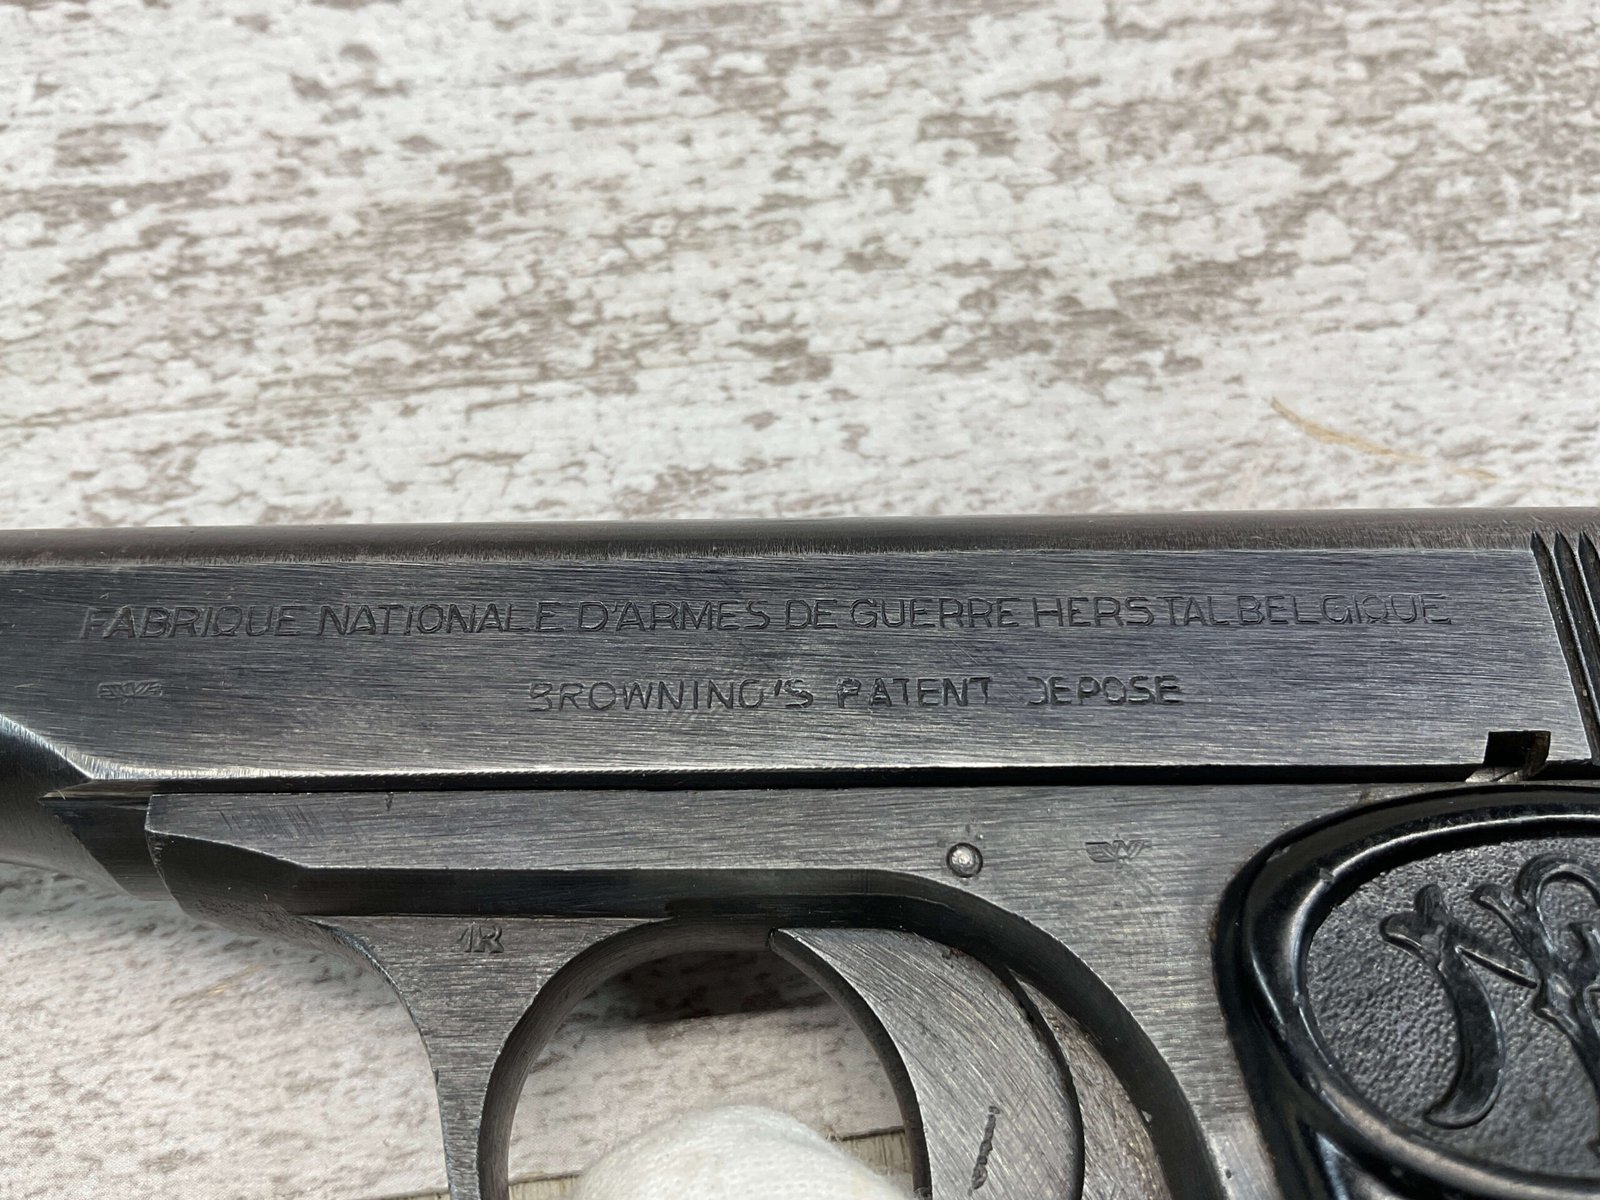 FABRIQUE NATIONALE D'ARMES DE GUERRE HERSTAL BELGIQUE
BROWNING'S PATENT DEPOSE